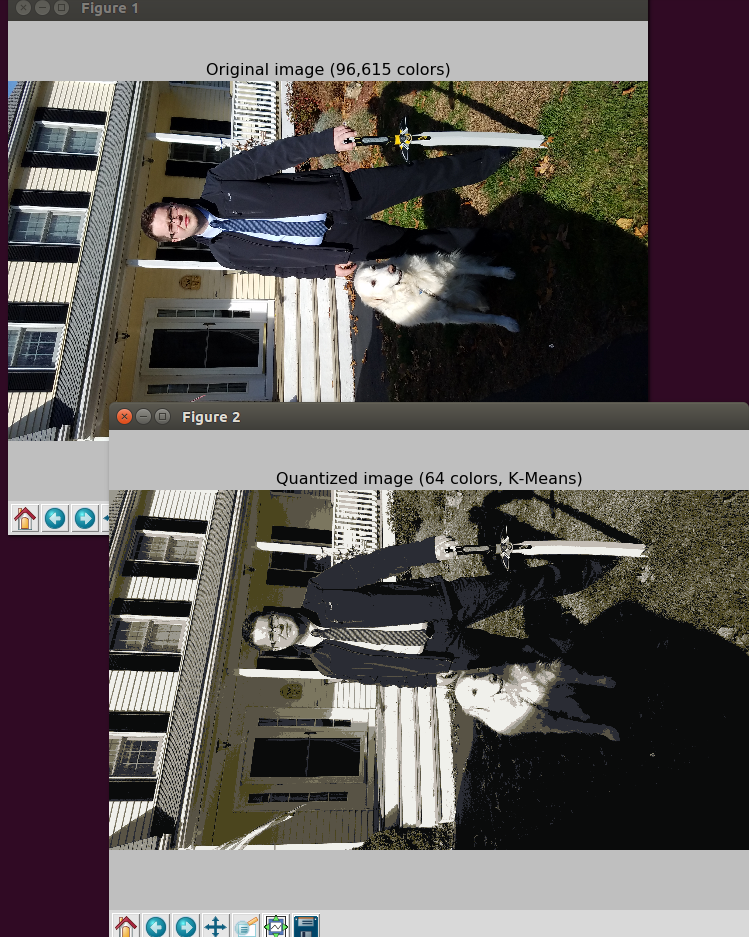 Figure 1
Original image (96,615 colors)
Figure 2
Quantized image (64 colors, K-Means)